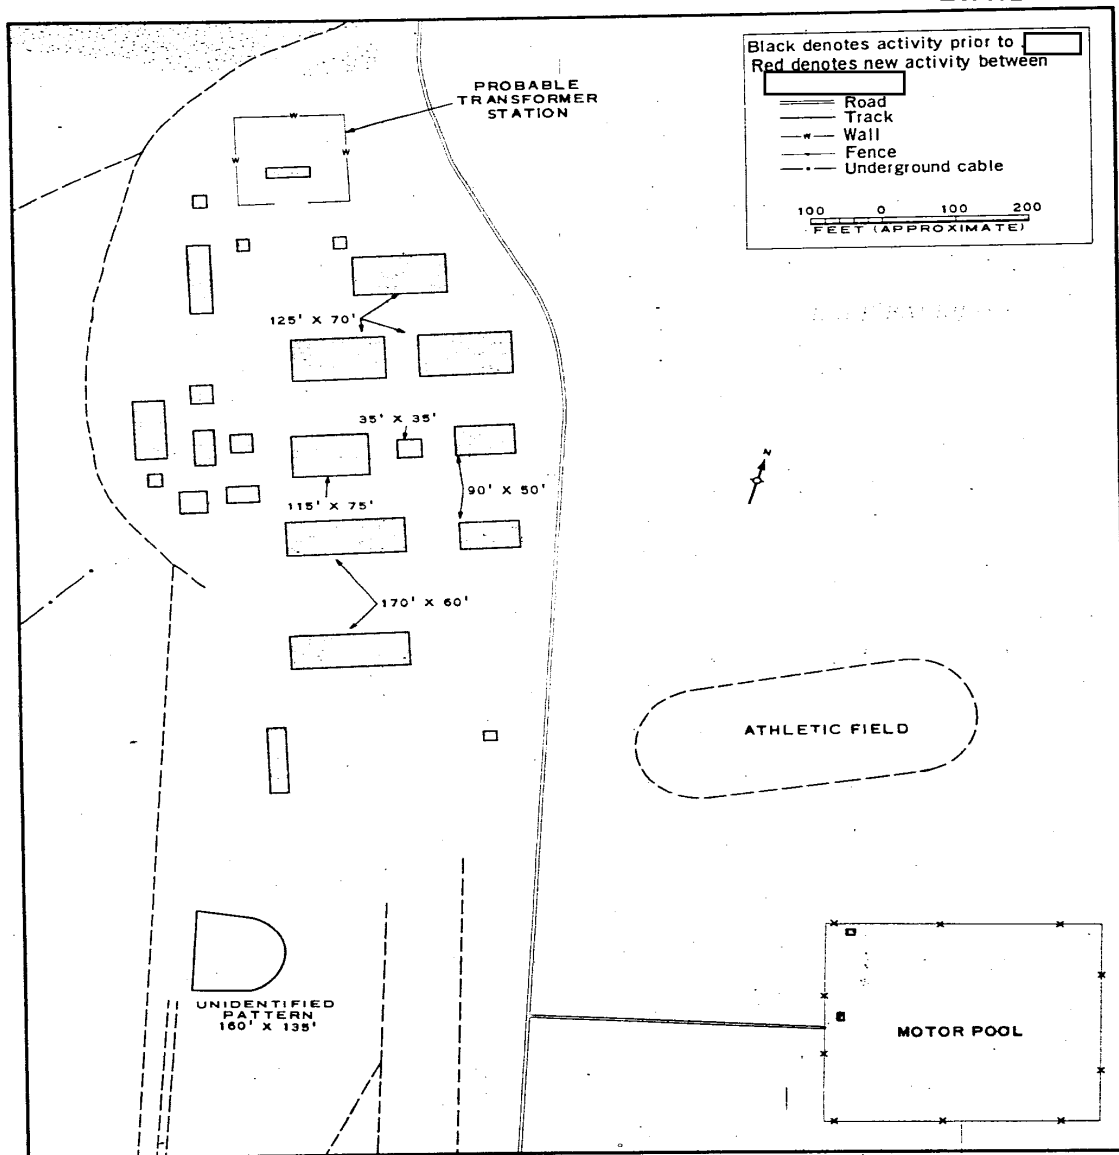 Black denotes activity prior to
Red denotes new activity between
Road
Track
W Wall
Fence
Underground cable
100 0 100 200
FEET (APPROXIMATE)
PROBABLE
TRANSFORMER
STATION
W
W
W
125' X 70'
35' X 35'
90' X 50'
115' X 75'
170' X 60'
N
ATHLETIC FIELD
UNIDENTIFIED
PATTERN
160' X 135'
MOTOR POOL